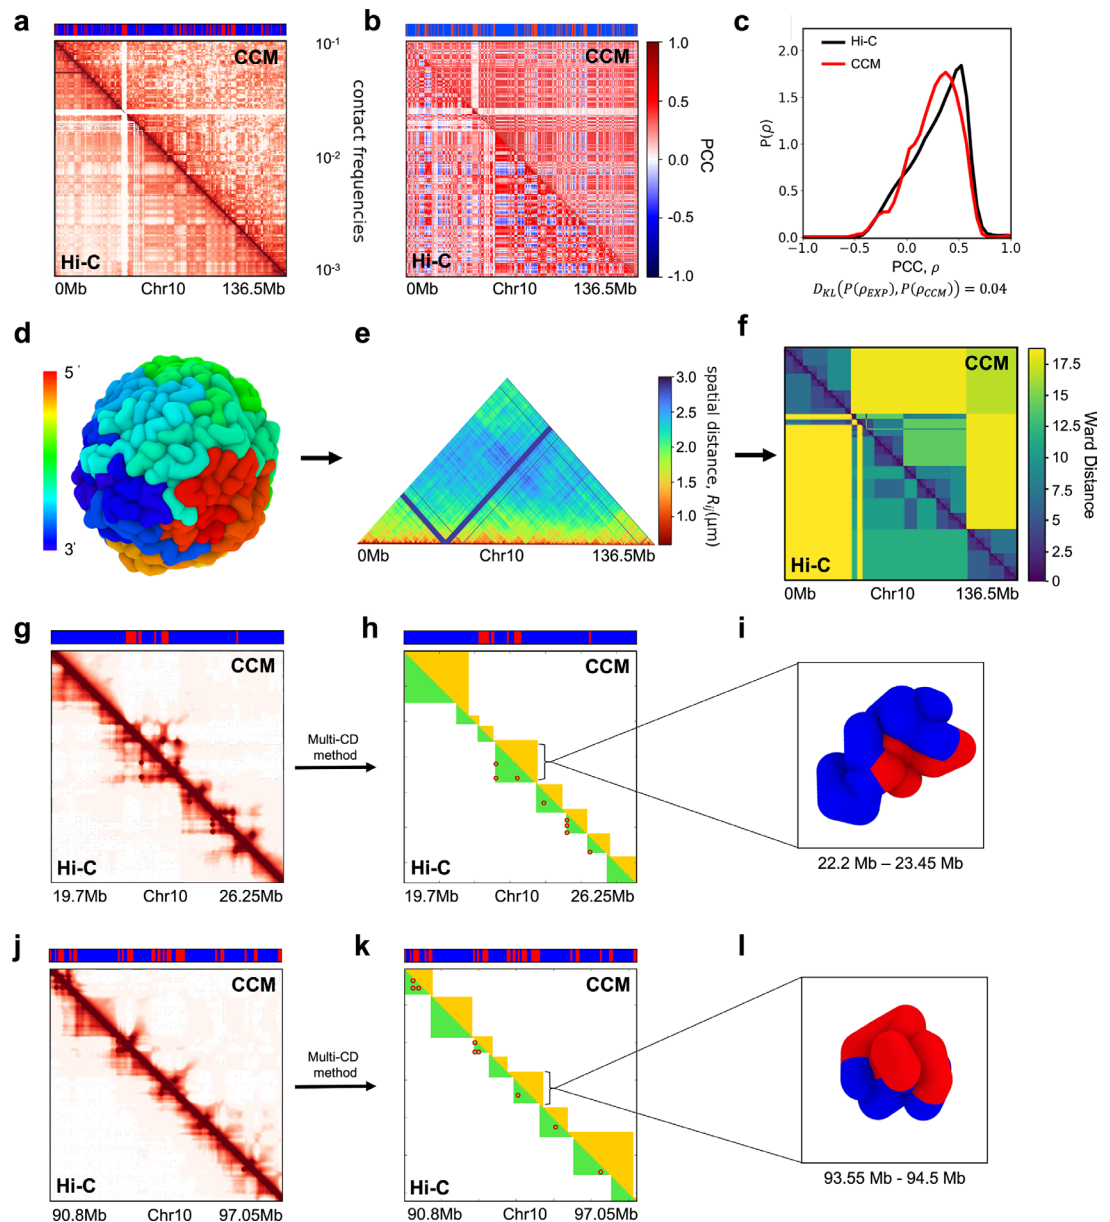 a
CCM
Hi-C
0Mb
Chr10
136.5Mb
10-1
10-2
10-3
contact frequencies
b
CCM
Hi-C
0Mb
Chr10
136.5Mb
1.0
0.5
0.0
-0.5
-1.0
PCC
c
Hi-C
CCM
2.0
1.5
1.0
0.5
0.0
P(ρ)
−1.0
−0.5
0.0
0.5
1.0
PCC, ρ
DKL(P(ρEXP), P(ρCCM)) = 0.04
d
5 ′
3′
e
0Mb
Chr10
136.5Mb
3.0
2.5
2.0
1.5
1.0
spatial distance, Rij(μm)
f
CCM
Hi-C
0Mb
Chr10
136.5Mb
17.5
15.0
12.5
10.0
7.5
5.0
2.5
0
Ward Distance
g
CCM
Hi-C
19.7Mb
Chr10
26.25Mb
Multi-CD
method
h
CCM
Hi-C
19.7Mb
Chr10
26.25Mb
i
22.2 Mb – 23.45 Mb
j
CCM
Hi-C
90.8Mb
Chr10
97.05Mb
Multi-CD
method
k
CCM
Hi-C
90.8Mb
Chr10
97.05Mb
l
93.55 Mb - 94.5 Mb